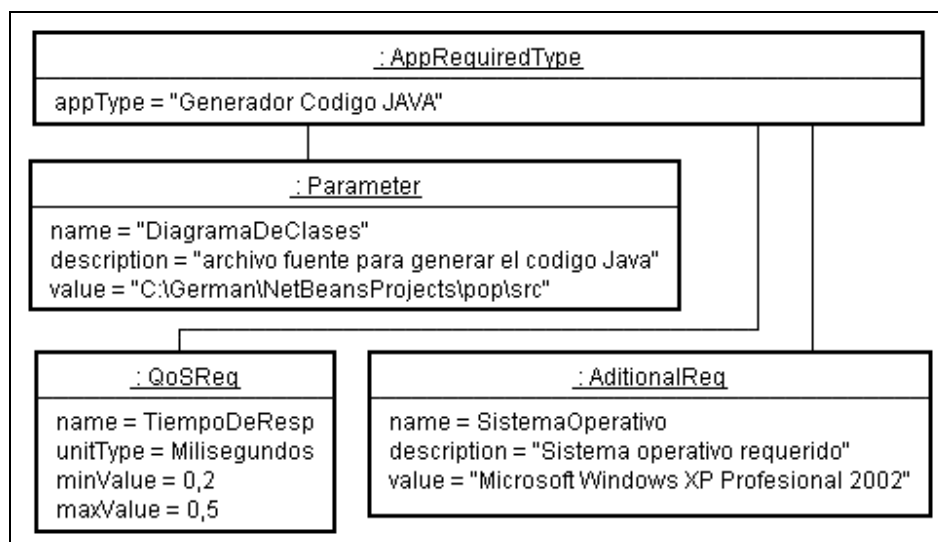 : AppRequiredType
appType = "Generador Codigo JAVA"
: Parameter
name = "DiagramaDeClases"
description = "archivo fuente para generar el codigo Java"
value = "C:\German\NetBeansProjects\pop\src"
: QoSReq
name = TiempoDeResp
unitType = Milisegundos
minValue = 0,2
maxValue = 0,5
: AditionalReq
name = SistemaOperativo
description = "Sistema operativo requerido"
value = "Microsoft Windows XP Profesional 2002"